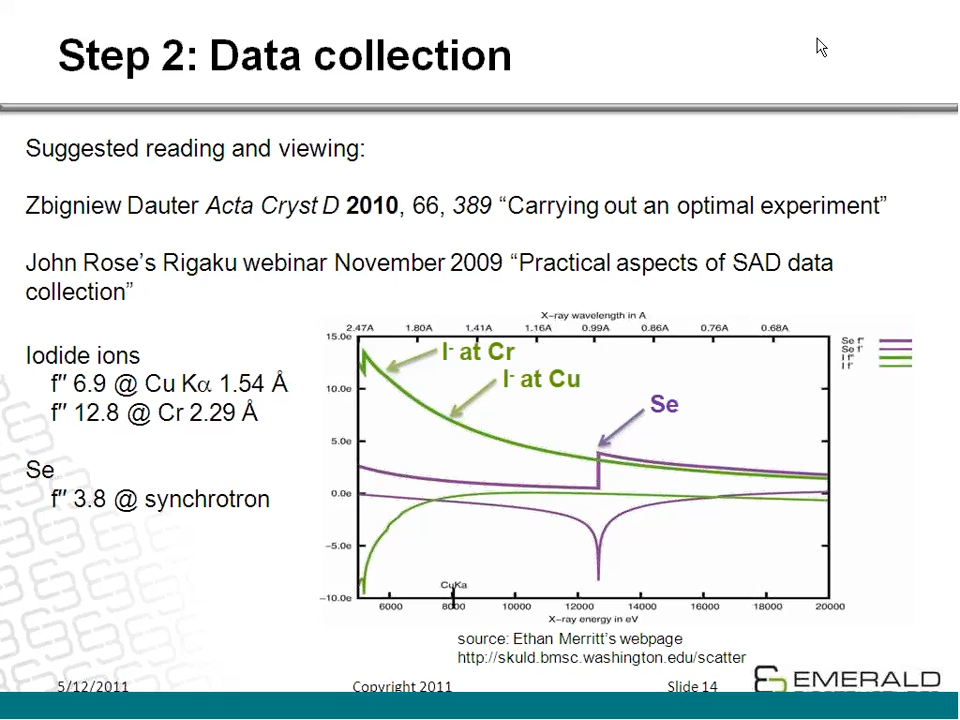 Step 2: Data collection
Suggested reading and viewing:
Zbigniew Dauter Acta Cryst D 2010, 66, 389 “Carrying out an optimal experiment”
John Rose’s Rigaku webinar November 2009 “Practical aspects of SAD data
collection”
Iodide ions
f″ 6.9 @ Cu Kα 1.54 Å
f″ 12.8 @ Cr 2.29 Å
Se
f″ 3.8 @ synchrotron
X-ray wavelength in A
2.47A 1.80A 1.41A 1.16A 0.99A 0.86A 0.76A 0.68A
15.0e
10.0e
5.0e
0.0e
-5.0e
-10.0e
I- at Cr
I- at Cu
Se
Se f"
Se f'
I f"
I f'
CuKa
6000 8000 10000 12000 14000 16000 18000 20000
X-ray energy in eV
source: Ethan Merritt’s webpage
http://skuld.bmsc.washington.edu/scatter
5/12/2011 Copyright 2011 Slide 14
EMERALD